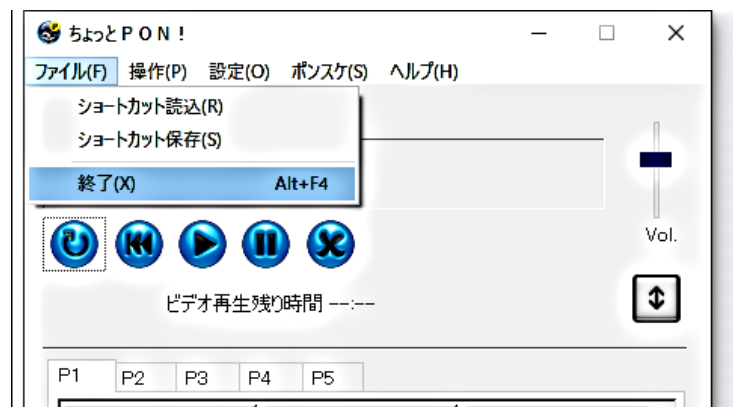 ちょっとPON!
ファイル(F) 操作(P) 設定(O) ポンスケ(S) ヘルプ(H)
ショートカット読込(R)
ショートカット保存(S)
終了(X) Alt+F4
Vol.
ビデオ再生残り時間 --:--
P1 P2 P3 P4 P5